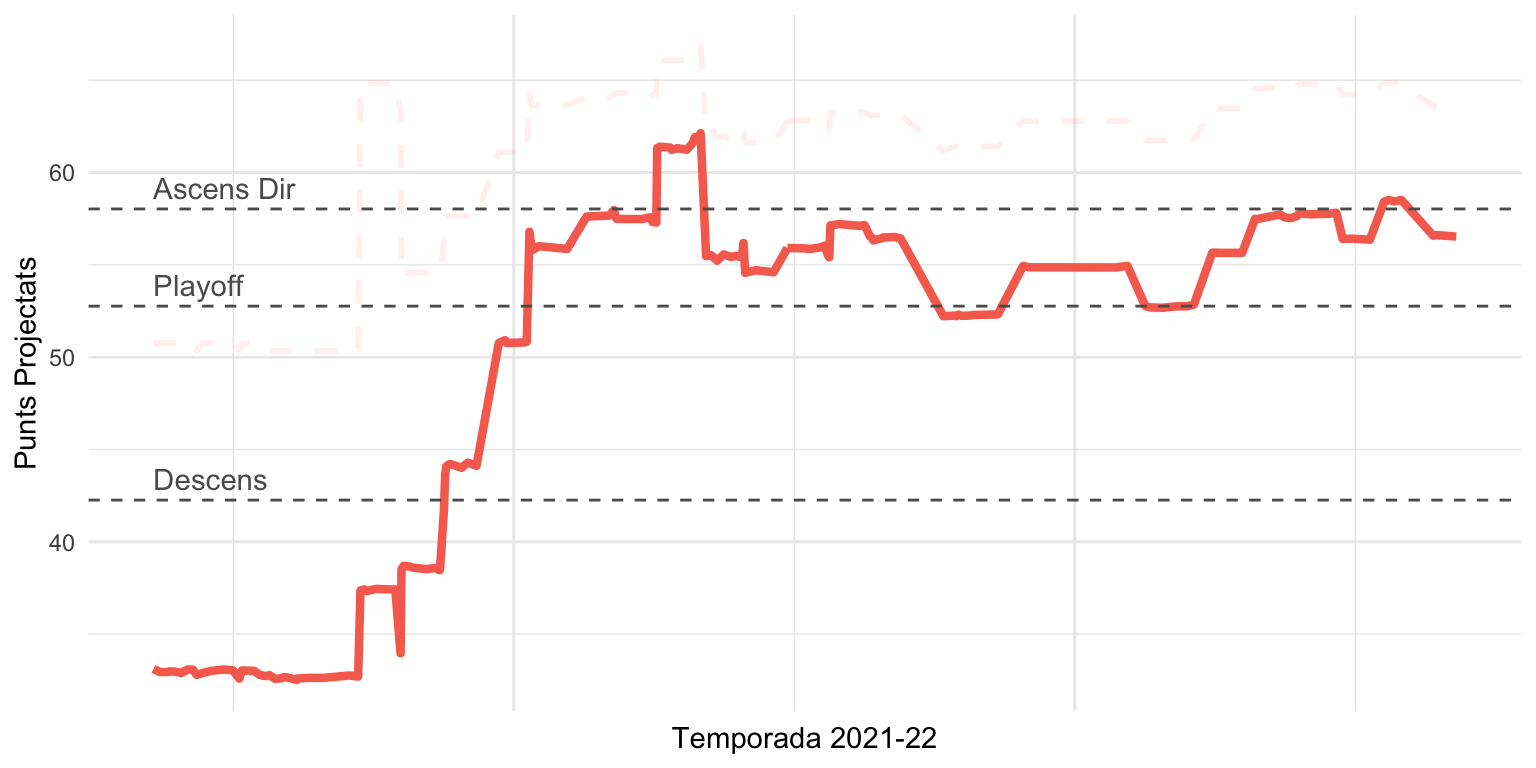 60
Ascens Dir
Playoff
50
Descens
40
Punts Projectats
Temporada 2021-22